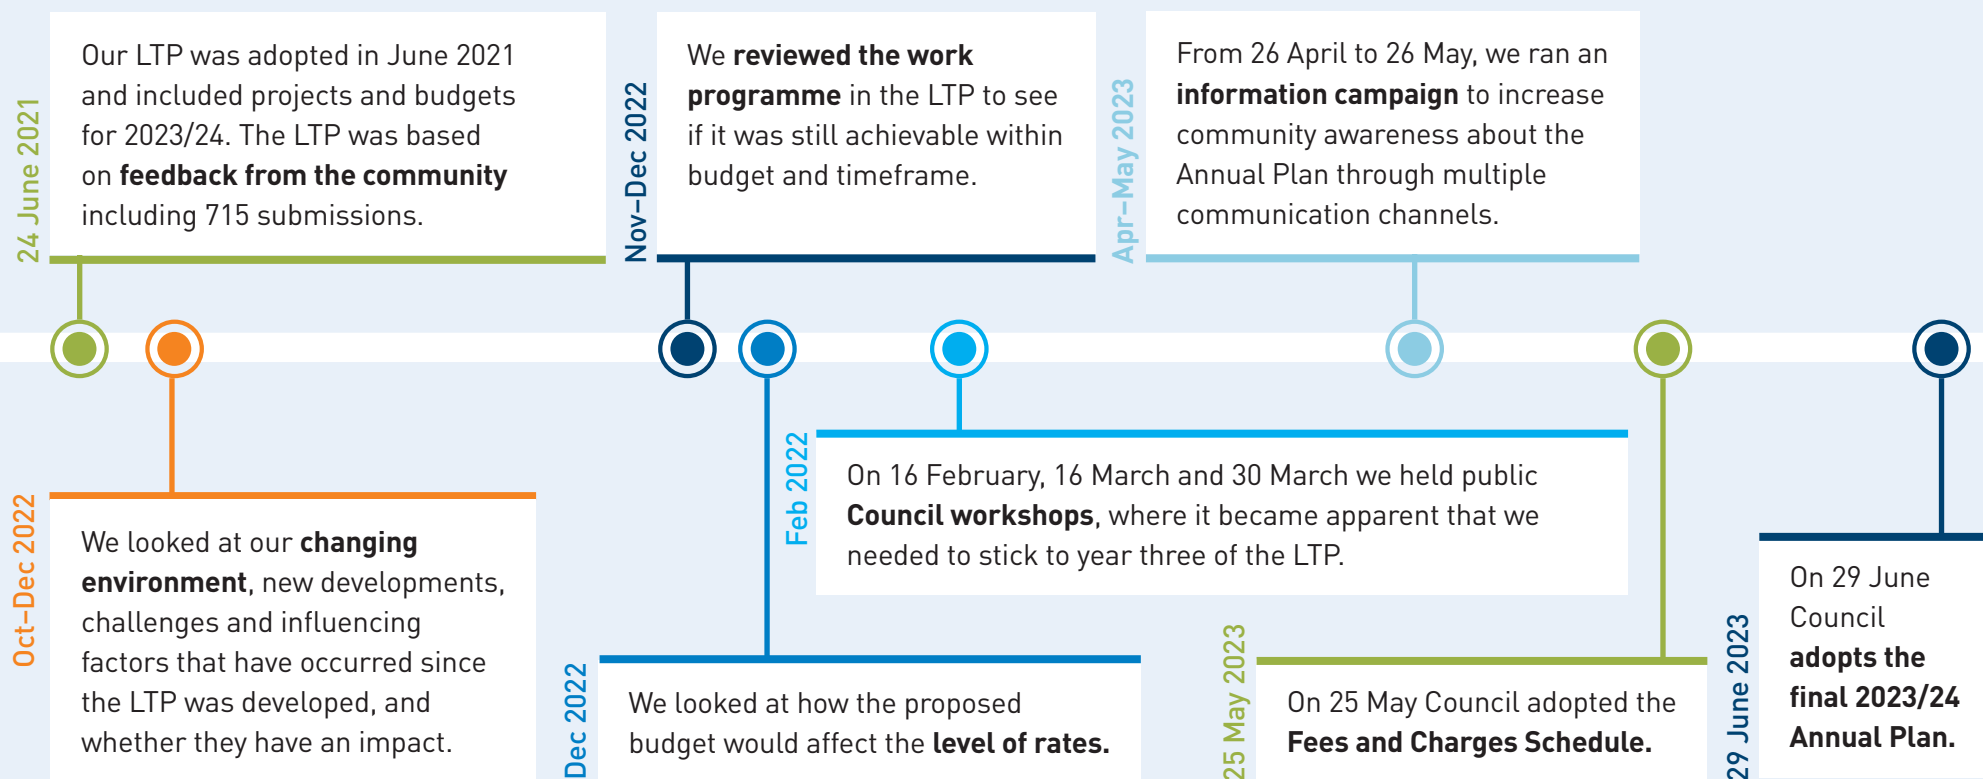 24 June 2021
Our LTP was adopted in June 2021
and included projects and budgets
for 2023/24. The LTP was based
on feedback from the community
including 715 submissions.
Oct–Dec 2022
We looked at our changing
environment, new developments,
challenges and influencing
factors that have occurred since
the LTP was developed, and
whether they have an impact.
Nov–Dec 2022
We reviewed the work
programme in the LTP to see
if it was still achievable within
budget and timeframe.
Dec 2022
We looked at how the proposed
budget would affect the level of rates.
Feb 2022
On 16 February, 16 March and 30 March we held public
Council workshops, where it became apparent that we
needed to stick to year three of the LTP.
Apr–May 2023
From 26 April to 26 May, we ran an
information campaign to increase
community awareness about the
Annual Plan through multiple
communication channels.
25 May 2023
On 25 May Council adopted the
Fees and Charges Schedule.
29 June 2023
On 29 June
Council
adopts the
final 2023/24
Annual Plan.